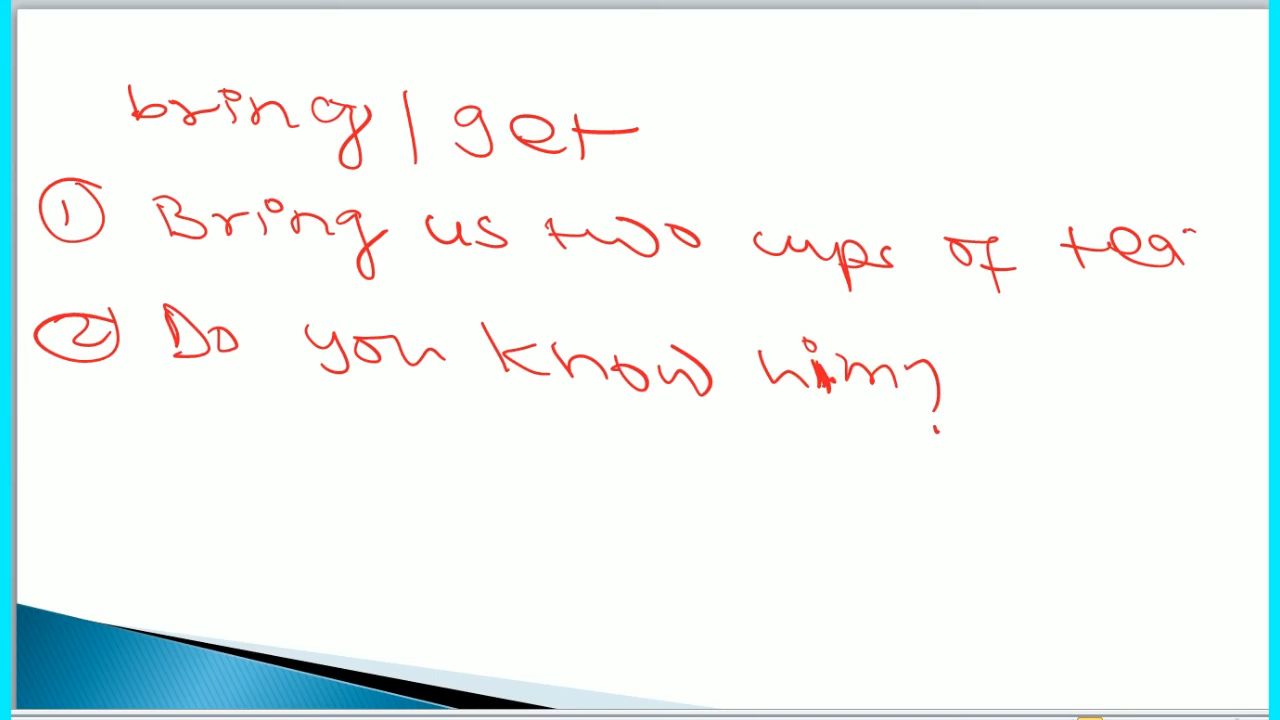 bring / get
① Bring us two cups of tea
② Do you know him?